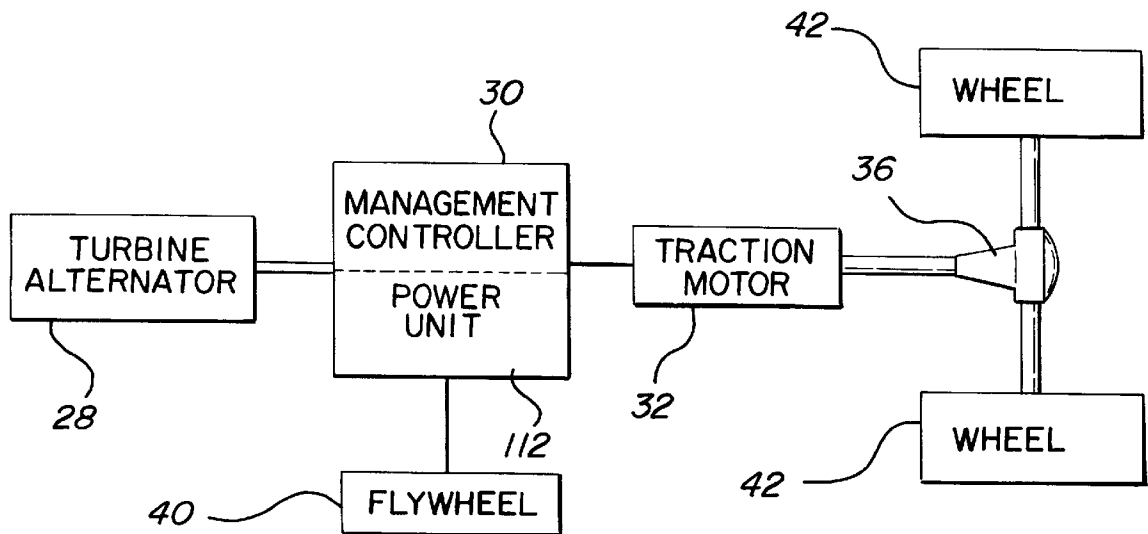 42
WHEEL
30
36
MANAGEMENT
CONTROLLER
TURBINE
ALTERNATOR
TRACTION
MOTOR
POWER
UNIT
28
32
112
42
WHEEL
40
FLYWHEEL